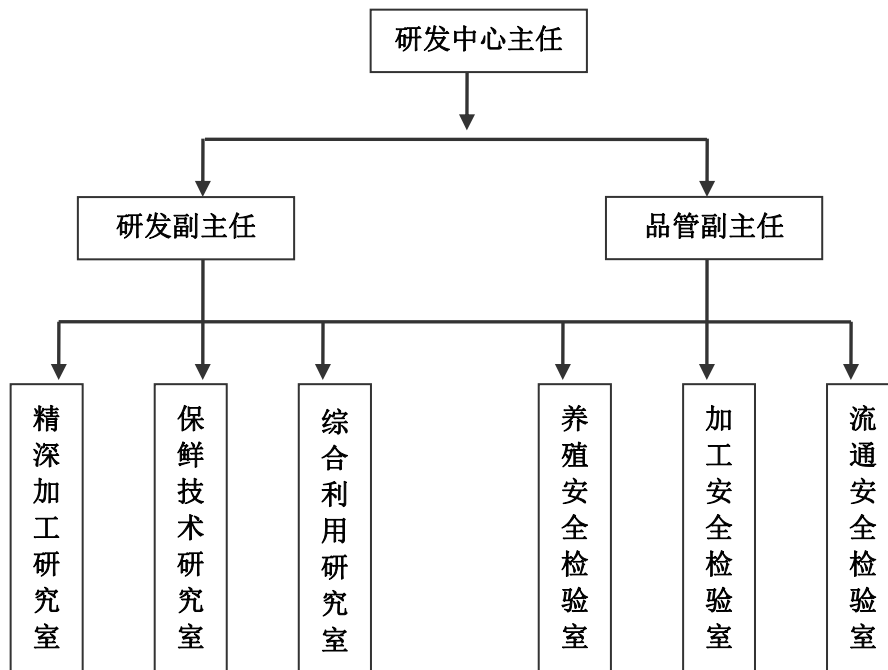 研发中心主任
研发副主任
品管副主任
精深加工研究室
保鲜技术研究室
综合利用研究室
养殖安全检验室
加工安全检验室
流通安全检验室